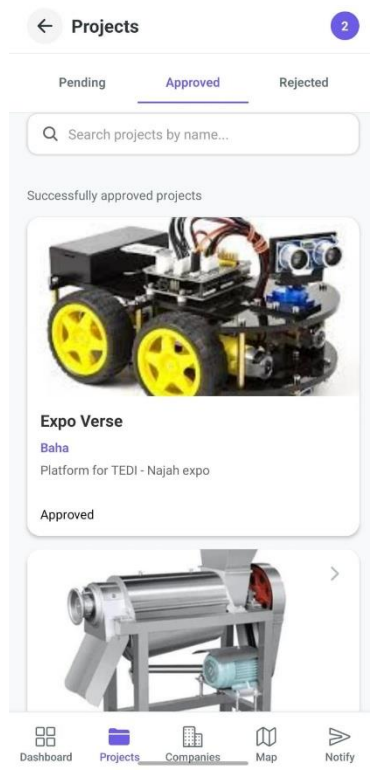 Projects
2
Pending
Approved
Rejected
Search projects by name...
Successfully approved projects
Expo Verse
Baha
Platform for TEDI - Najah expo
Approved
Dashboard
Projects
Companies
Map
Notify